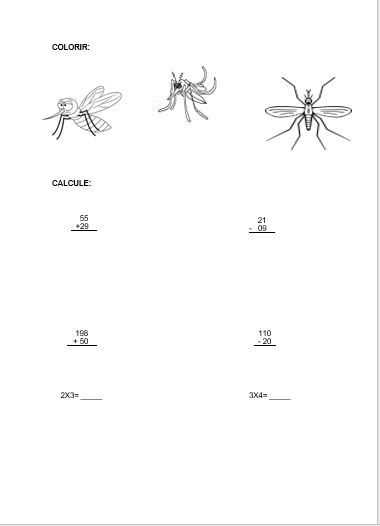 COLORIR:
CALCULE:
55
+29
21
- 09
198
+ 50
110
- 20
2X3= _____
3X4= _____